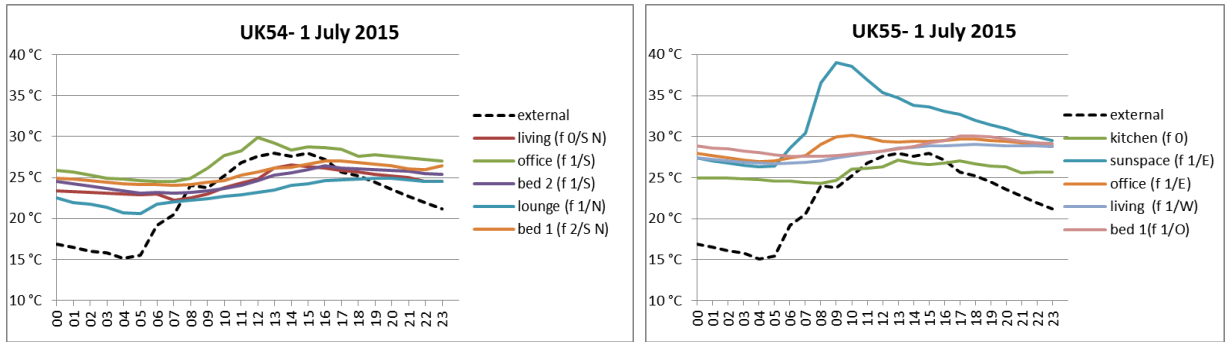 UK54- 1 July 2015
40 °C
35 °C
30 °C
25 °C
20 °C
15 °C
10 °C
00 01 02 03 04 05 06 07 08 09 10 11 12 13 14 15 16 17 18 19 20 21 22 23
external
living (f 0/S N)
office (f 1/S)
bed 2 (f 1/S)
lounge (f 1/N)
bed 1 (f 2/S N)
UK55- 1 July 2015
40 °C
35 °C
30 °C
25 °C
20 °C
15 °C
10 °C
00 01 02 03 04 05 06 07 08 09 10 11 12 13 14 15 16 17 18 19 20 21 22 23
external
kitchen (f 0)
sunspace (f 1/E)
office (f 1/E)
living (f 1/W)
bed 1(f 1/O)